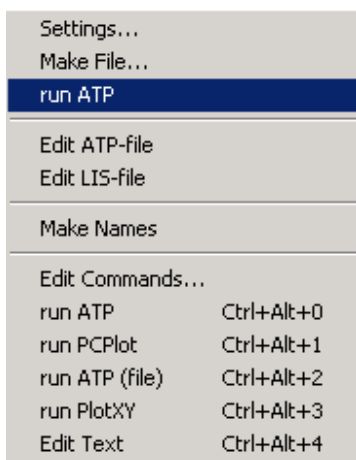 Settings...
Make File...
run ATP
Edit ATP-file
Edit LIS-file
Make Names
Edit Commands...
run ATP Ctrl+Alt+0
run PCPlot Ctrl+Alt+1
run ATP (file) Ctrl+Alt+2
run PlotXY Ctrl+Alt+3
Edit Text Ctrl+Alt+4